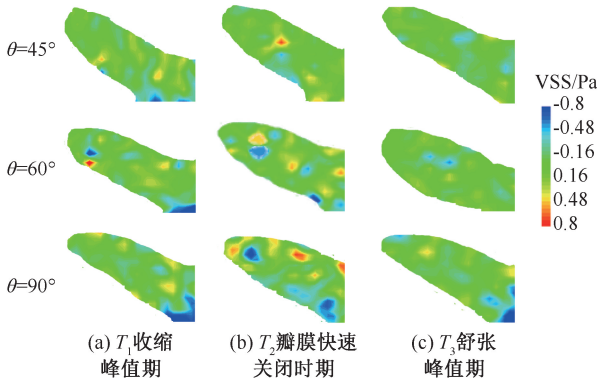 θ=45°
θ=60°
θ=90°
VSS/Pa
-0.8
-0.48
-0.16
0.16
0.48
0.8
(a) T₁收缩
峰值期
(b) T₂瓣膜快速
关闭时期
(c) T₃舒张
峰值期